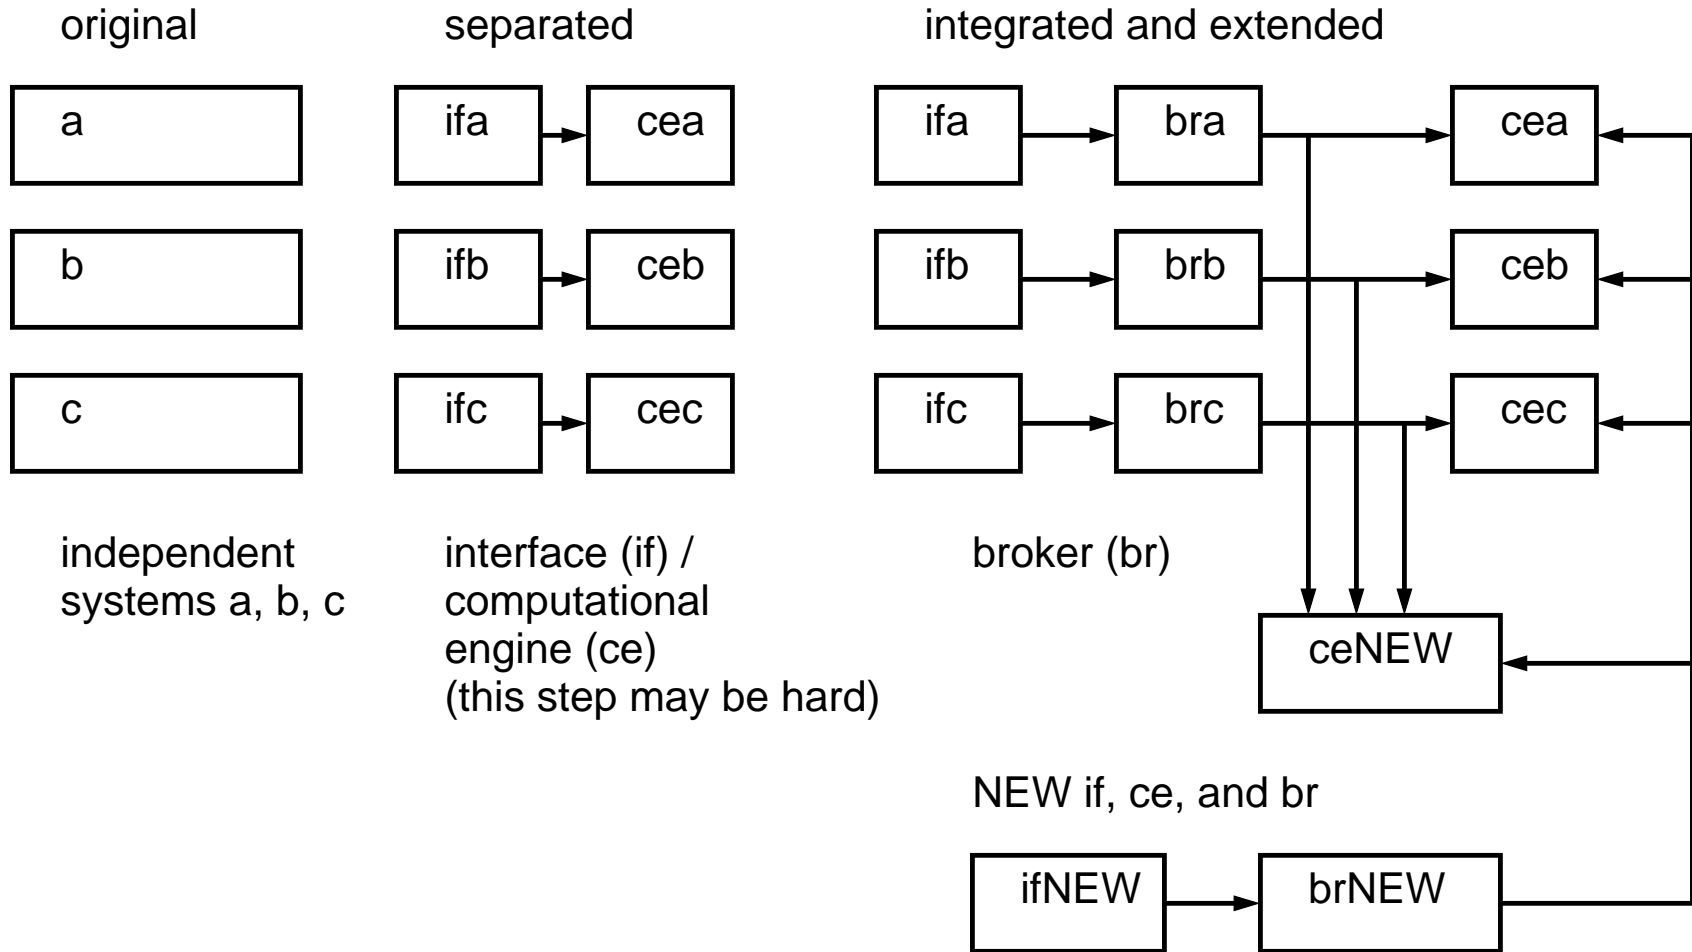 original
separated
integrated and extended
a
ifa
cea
ifa
bra
cea
b
ifb
ceb
ifb
brb
ceb
c
ifc
cec
ifc
brc
cec
independent
systems a, b, c
interface (if) /
computational
engine (ce)
(this step may be hard)
broker (br)
ceNEW
NEW if, ce, and br
ifNEW
brNEW